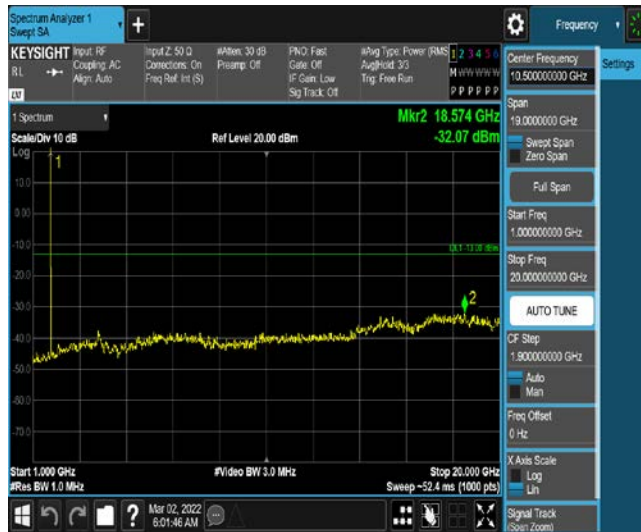 Spectrum Analyzer 1
Swept SA
+
Frequency
KEYSIGHT
RL
LXI
Input: RF
Coupling: AC
Align: Auto
Input Z: 50 Ω
Corrections: On
Freq Ref: Int (S)
#Atten: 30 dB
Preamp: Off
PNO: Fast
Gate: Off
IF Gain: Low
Sig Track: Off
#Avg Type: Power (RMS
Avg|Hold: 3/3
Trig: Free Run
1 2 3 4 5 6
M W W W W W
P P P P P P
1 Spectrum
Scale/Div 10 dB
Log
Ref Level 20.00 dBm
Mkr2 18.574 GHz
-32.07 dBm
1
10.0
0.00
-10.0
DL1 -13.00 dBm
-20.0
-30.0
2
-40.0
-50.0
-60.0
-70.0
Start 1.000 GHz
#Res BW 1.0 MHz
#Video BW 3.0 MHz
Stop 20.000 GHz
Sweep ~52.4 ms (1000 pts)
?
Mar 02, 2022
6:01:46 AM
Center Frequency
10.500000000 GHz
Settings
Span
19.0000000 GHz
Swept Span
Zero Span
Full Span
Start Freq
1.000000000 GHz
Stop Freq
20.000000000 GHz
AUTO TUNE
CF Step
1.900000000 GHz
Auto
Man
Freq Offset
0 Hz
X Axis Scale
Log
Lin
Signal Track
(Span Zoom)